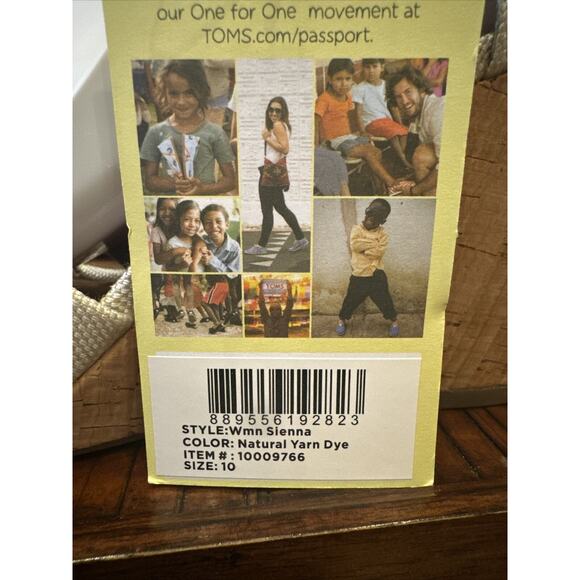 our One for One movement at
TOMS.com/passport.
TOMS
889556192823
STYLE:Wmn Sienna
COLOR: Natural Yarn Dye
ITEM # : 10009766
SIZE: 10